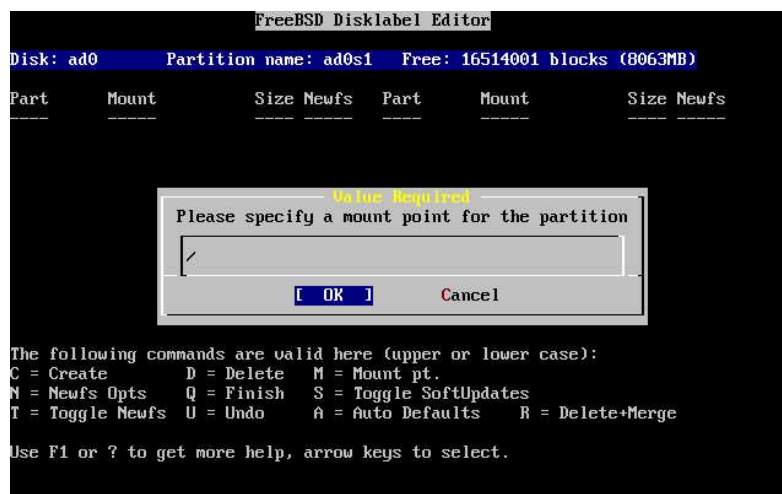 FreeBSD Disklabel Editor
Disk: ad0 Partition name: ad0s1 Free: 16514001 blocks (8063MB)
Part Mount Size Newfs Part Mount Size Newfs
---- ----- ---- ----- ---- ----- ---- -----
Value Required
Please specify a mount point for the partition
/
[ OK ] Cancel
The following commands are valid here (upper or lower case):
C = Create D = Delete M = Mount pt.
N = Newfs Opts Q = Finish S = Toggle SoftUpdates
T = Toggle Newfs U = Undo A = Auto Defaults R = Delete+Merge
Use F1 or ? to get more help, arrow keys to select.